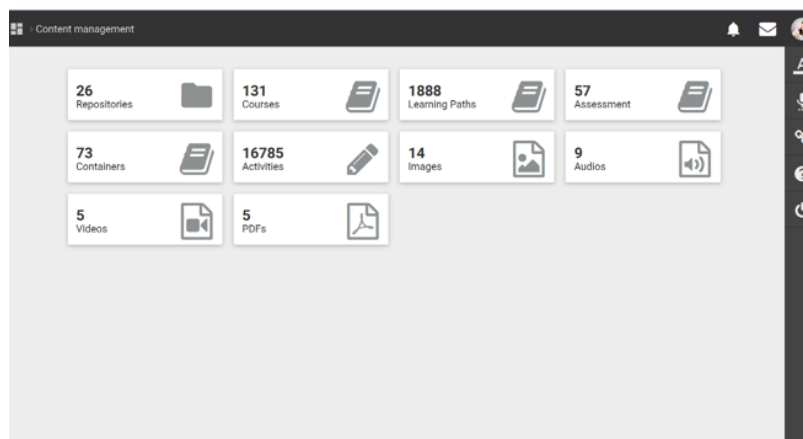 Content management
26
Repositories
131
Courses
1888
Learning Paths
57
Assessment
73
Containers
16785
Activities
14
Images
9
Audios
5
Videos
5
PDFs